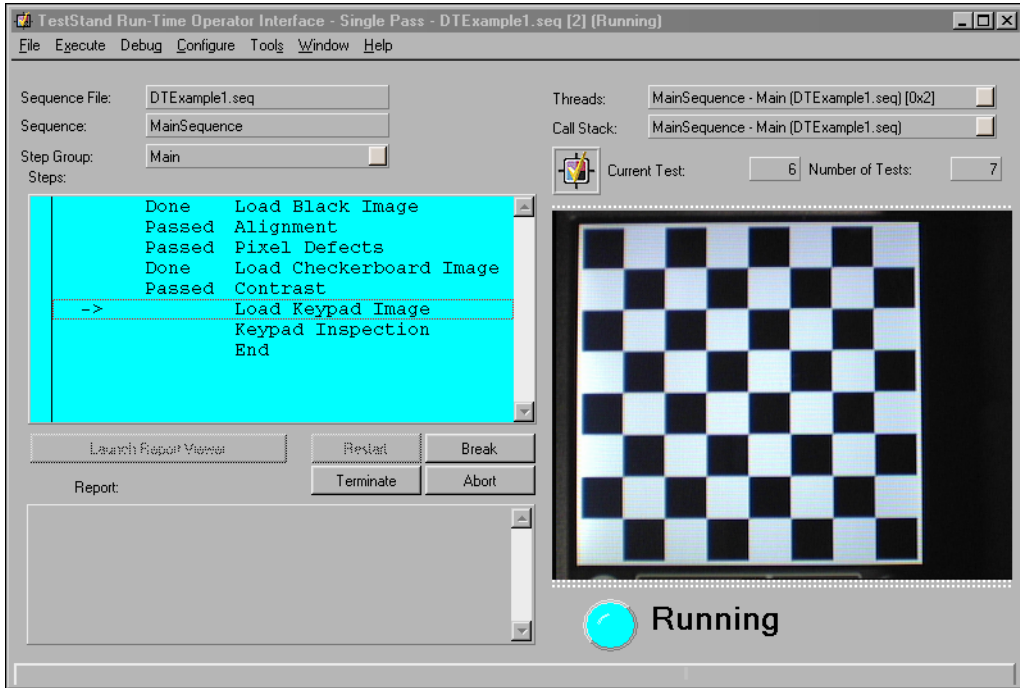 TestStand Run-Time Operator Interface - Single Pass - DTExample1.seq [2] (Running)
File Execute Debug Configure Tools Window Help
Sequence File: DTExample1.seq
Sequence: MainSequence
Step Group: Main
Steps:
Threads: MainSequence - Main (DTExample1.seq) [0x2]
Call Stack: MainSequence - Main (DTExample1.seq)
Current Test: 6 Number of Tests: 7
Done Load Black Image
Passed Alignment
Passed Pixel Defects
Done Load Checkerboard Image
Passed Contrast
-> Load Keypad Image
Keypad Inspection
End
Launch Report Viewer Restart Break
Terminate Abort
Report:
Running